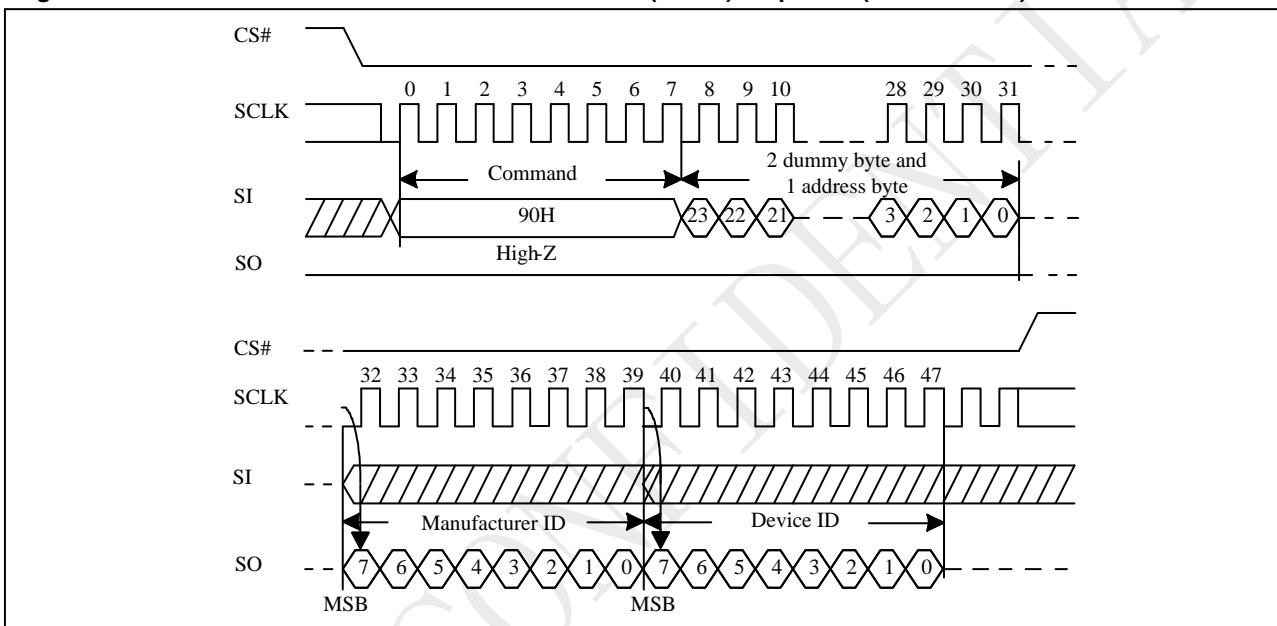 CS#
0 1 2 3 4 5 6 7 8 9 10 28 29 30 31
SCLK
Command
2 dummy byte and
1 address byte
SI
90H
23 22 21 3 2 1 0
High-Z
SO
CS#
32 33 34 35 36 37 38 39 40 41 42 43 44 45 46 47
SCLK
SI
Manufacturer ID
Device ID
SO
7 6 5 4 3 2 1 0 7 6 5 4 3 2 1 0
MSB
MSB